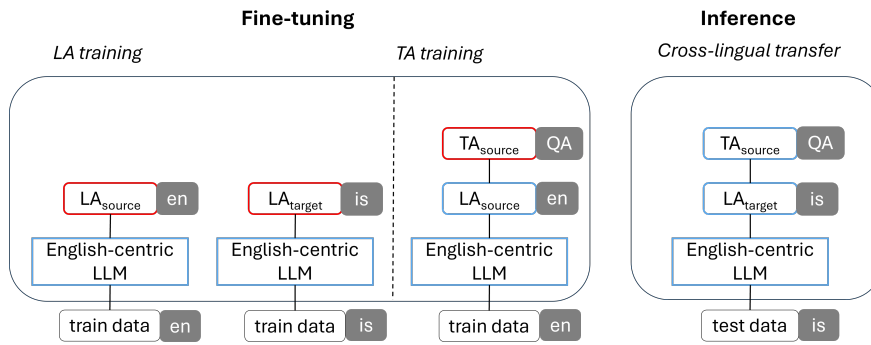 Fine-tuning
Inference
LA training
TA training
Cross-lingual transfer
TAsource QA
TAsource QA
LAsource en
LAtarget is
LAsource en
LAtarget is
English-centric
LLM
English-centric
LLM
English-centric
LLM
English-centric
LLM
train data en
train data is
train data en
test data is